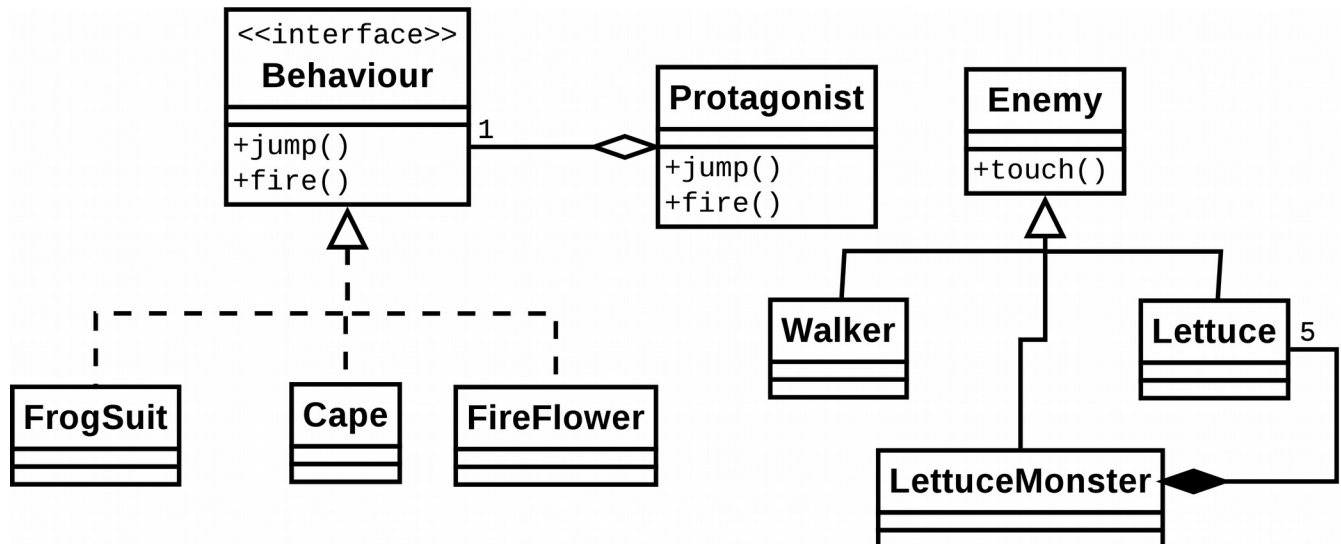 <<interface>>
Behaviour
+jump()
+fire()
1
Protagonist
+jump()
+fire()
Enemy
+touch()
Walker
Lettuce
5
FrogSuit
Cape
FireFlower
LettuceMonster